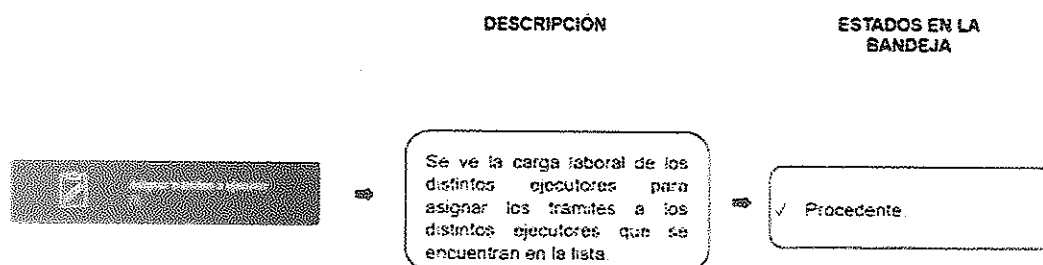 DESCRIPCIÓN
ESTADOS EN LA
BANDEJA
Se ve la carga laboral de los
distintos ejecutores para
asignar los trámites a los
distintos ejecutores que se
encuentran en la lista.
✓ Procedente.